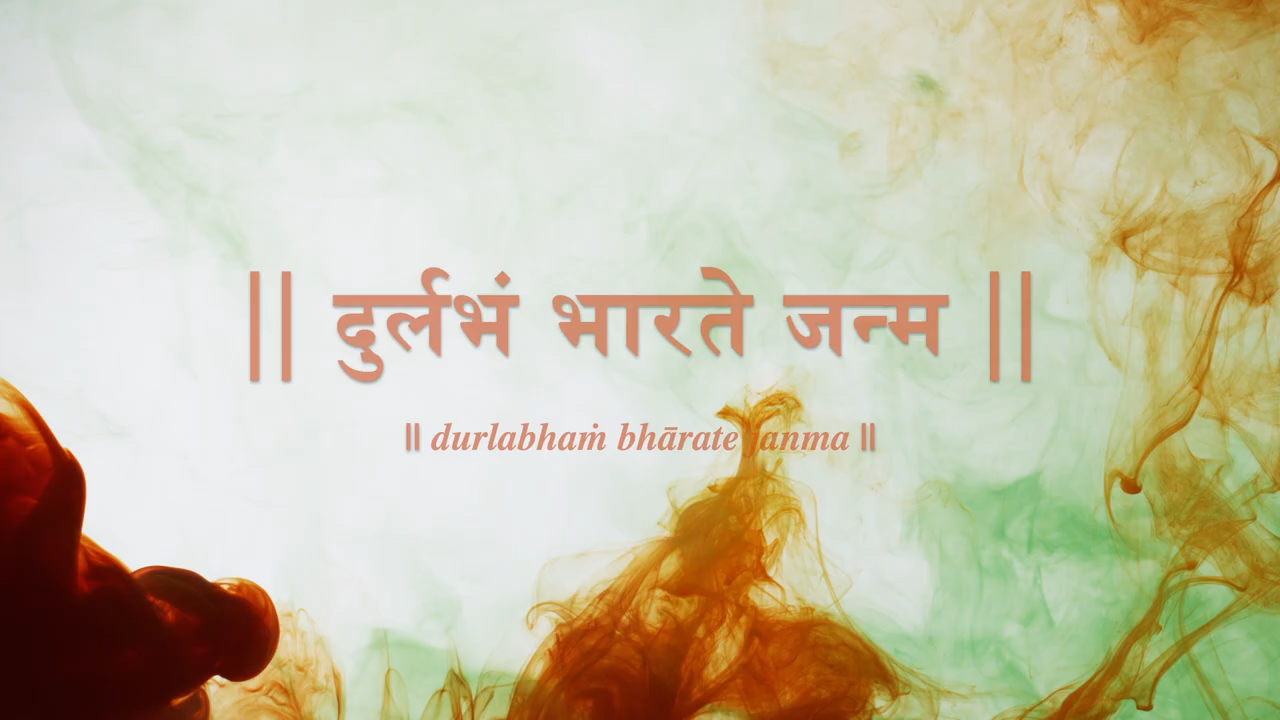 || दुर्लभं भारते जन्म ||
|| durlabhaṁ bhārate janma ||